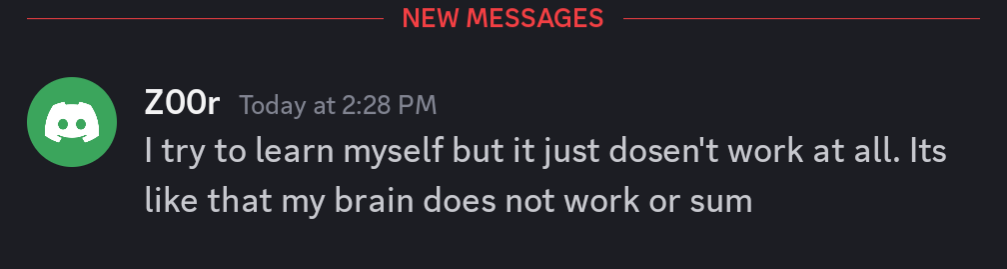 NEW MESSAGES
Z00r Today at 2:28 PM
I try to learn myself but it just dosen't work at all. Its
like that my brain does not work or sum